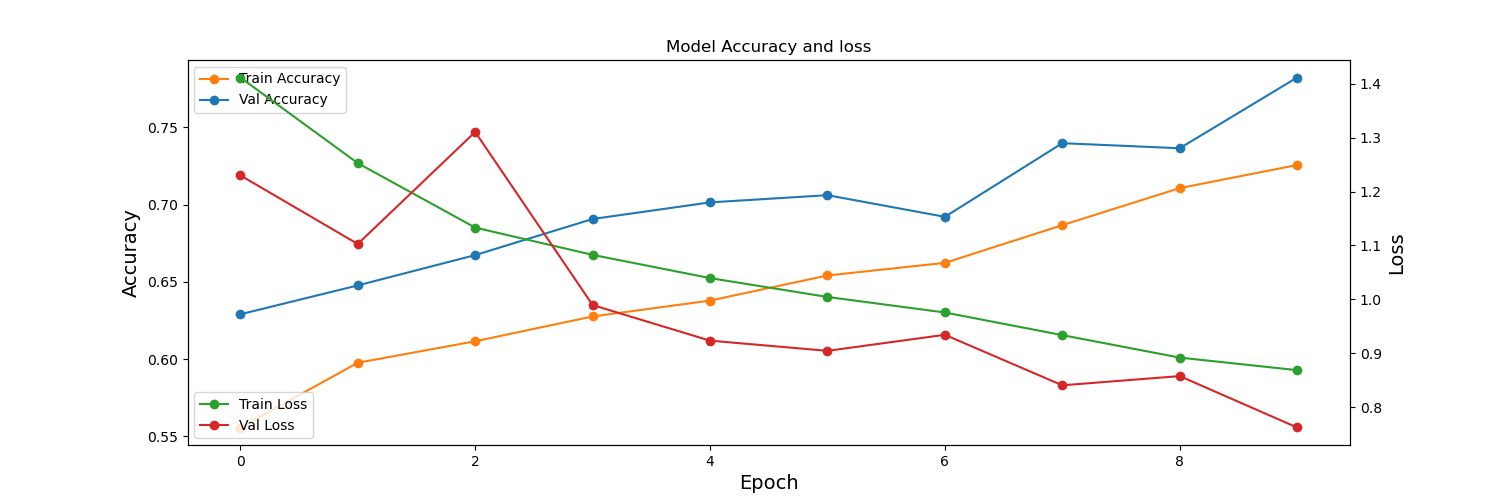 Model Accuracy and loss
Train Accuracy
Val Accuracy
Train Loss
Val Loss
Accuracy
0.75
0.70
0.65
0.60
0.55
1.4
1.3
1.2
1.1
1.0
0.9
0.8
Loss
0
2
4
6
8
Epoch